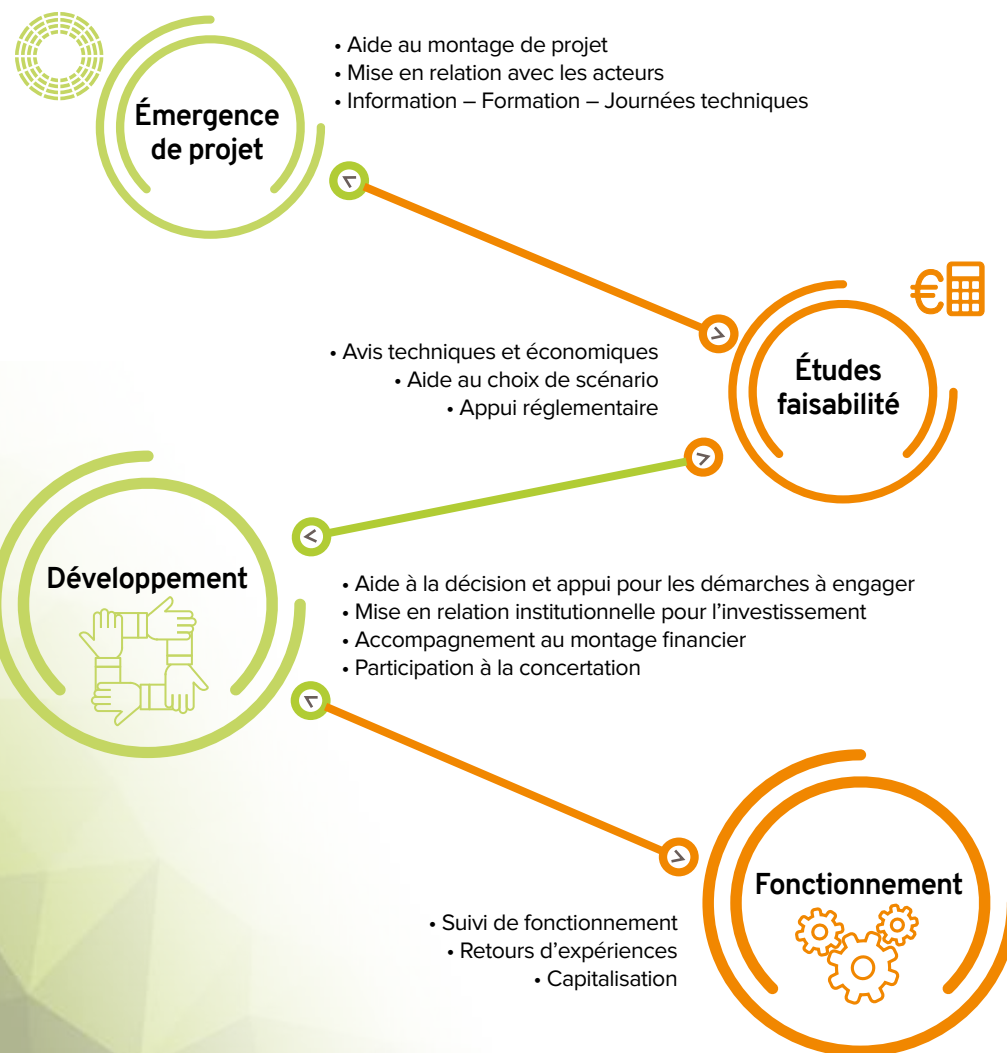 Émergence
de projet
• Aide au montage de projet
• Mise en relation avec les acteurs
• Information – Formation – Journées techniques
€
Études
faisabilité
• Avis techniques et économiques
• Aide au choix de scénario
• Appui réglementaire
Développement
• Aide à la décision et appui pour les démarches à engager
• Mise en relation institutionnelle pour l’investissement
• Accompagnement au montage financier
• Participation à la concertation
Fonctionnement
• Suivi de fonctionnement
• Retours d’expériences
• Capitalisation